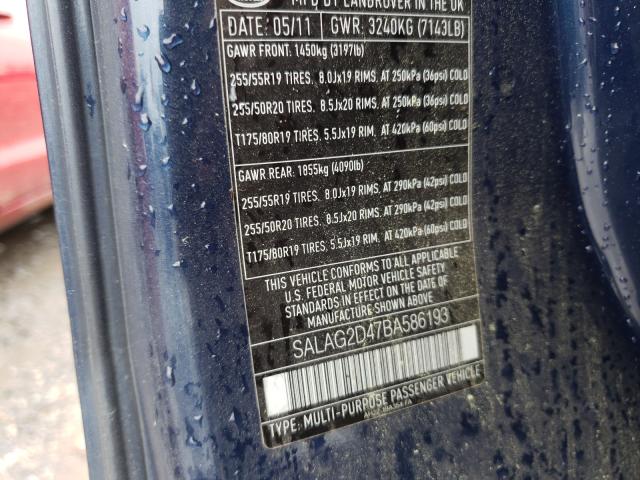 MFD BY LANDROVER IN THE UK
DATE: 05/11 GWR: 3240KG (7143LB)
GAWR FRONT: 1450kg (3197lb)
255/55R19 TIRES. 8.0Jx19 RIMS. AT 250kPa (36psi) COLD
255/50R20 TIRES. 8.5Jx20 RIMS. AT 250kPa (36psi) COLD
T175/80R19 TIRES. 5.5Jx19 RIM. AT 420kPa (60psi) COLD
GAWR REAR: 1855kg (4090lb)
255/55R19 TIRES. 8.0Jx19 RIMS. AT 290kPa (42psi) COLD
255/50R20 TIRES. 8.5Jx20 RIMS. AT 290kPa (42psi) COLD
T175/80R19 TIRES. 5.5Jx19 RIM. AT 420kPa (60psi) COLD
THIS VEHICLE CONFORMS TO ALL APPLICABLE
U.S. FEDERAL MOTOR VEHICLE SAFETY
STANDARDS IN EFFECT ON THE DATE OF
MANUFACTURE SHOWN ABOVE.
SALAG2D47BA586193
TYPE: MULTI-PURPOSE PASSENGER VEHICLE